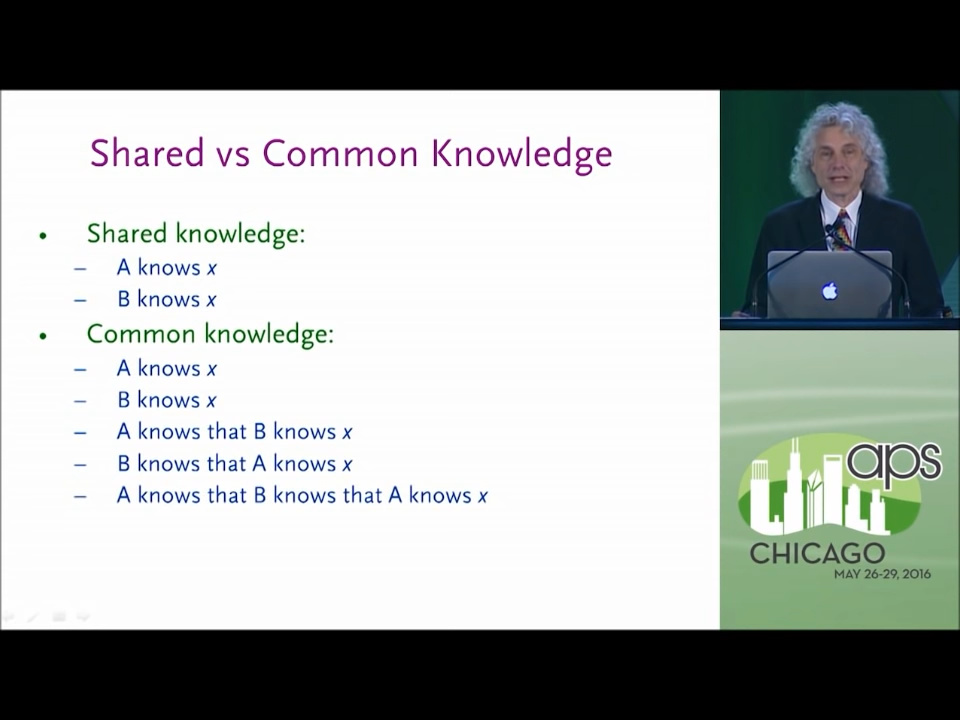 Shared vs Common Knowledge
• Shared knowledge:
– A knows x
– B knows x
• Common knowledge:
– A knows x
– B knows x
– A knows that B knows x
– B knows that A knows x
– A knows that B knows that A knows x
aps
CHICAGO
MAY 26-29, 2016